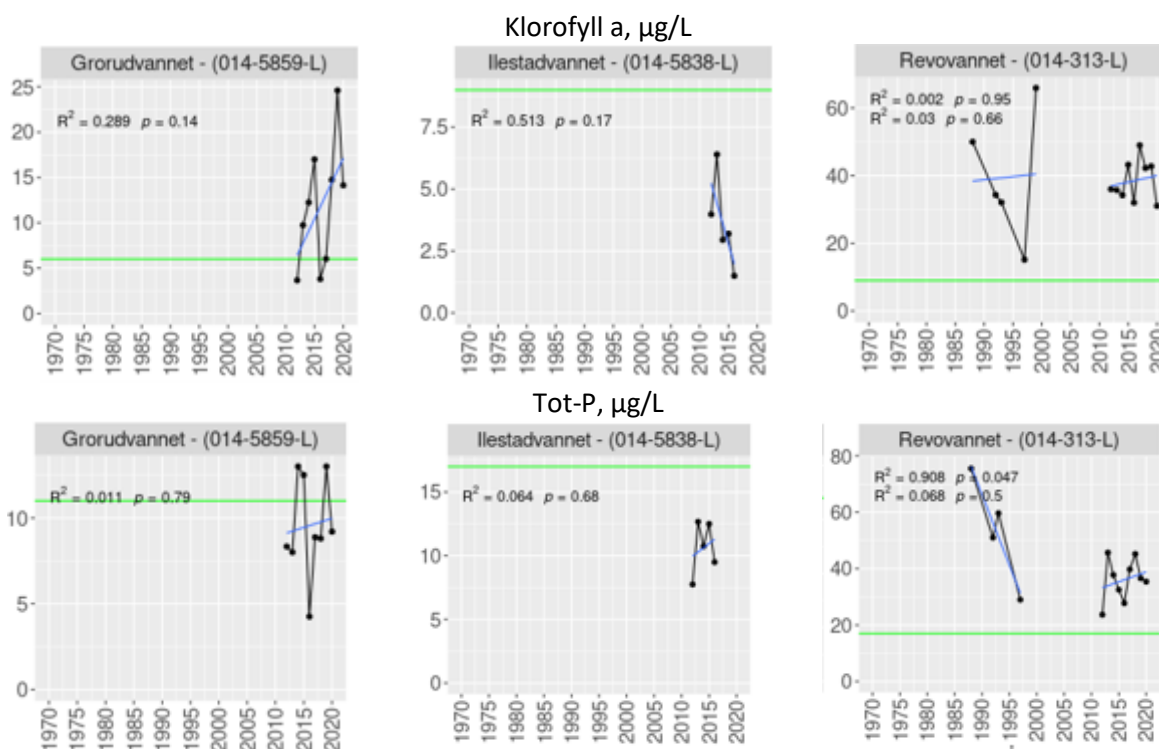 Klorofyll a, µg/L
Grorudvannet - (014-5859-L)
Ilestadvannet - (014-5838-L)
Revovannet - (014-313-L)
R² = 0.289 p = 0.14
R² = 0.513 p = 0.17
R² = 0.002 p = 0.95
R² = 0.03 p = 0.66
25
20
15
10
5
0
7.5
5.0
2.5
0.0
60
40
20
0
1970 1975 1980 1985 1990 1995 2000 2005 2010 2015 2020
1970 1975 1980 1985 1990 1995 2000 2005 2010 2015 2020
1970 1975 1980 1985 1990 1995 2000 2005 2010 2015 2020
Tot-P, µg/L
Grorudvannet - (014-5859-L)
Ilestadvannet - (014-5838-L)
Revovannet - (014-313-L)
R² = 0.011 p = 0.79
R² = 0.064 p = 0.68
R² = 0.908 p = 0.047
R² = 0.068 p = 0.5
10
5
0
15
10
5
0
80
60
40
20
0
1970 1975 1980 1985 1990 1995 2000 2005 2010 2015 2020
1970 1975 1980 1985 1990 1995 2000 2005 2010 2015 2020
1970 1975 1980 1985 1990 1995 2000 2005 2010 2015 2020